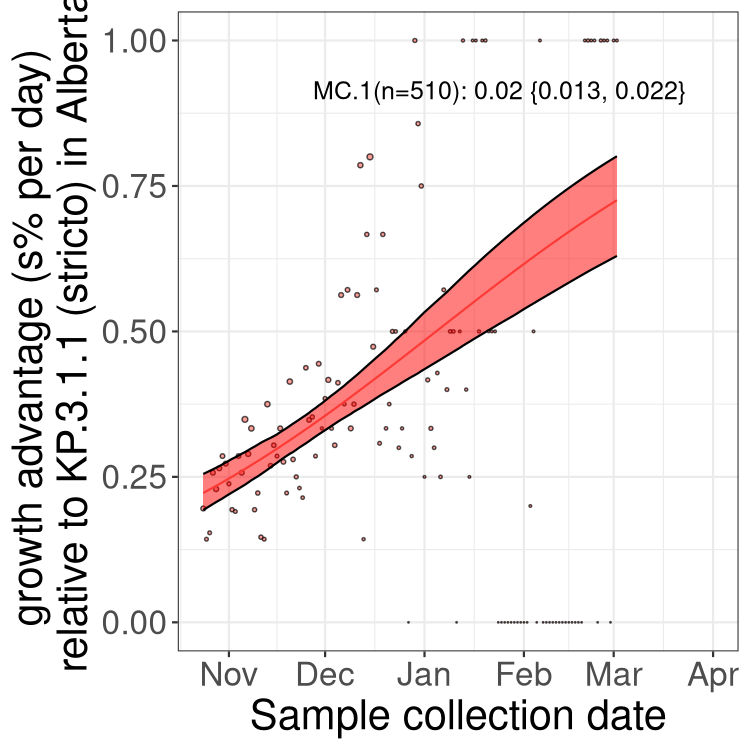 growth advantage (s% per day)
relative to KP.3.1.1 (stricto) in Alberta
1.00
0.75
0.50
0.25
0.00
MC.1(n=510): 0.02 {0.013, 0.022}
Nov Dec Jan Feb Mar Apr
Sample collection date